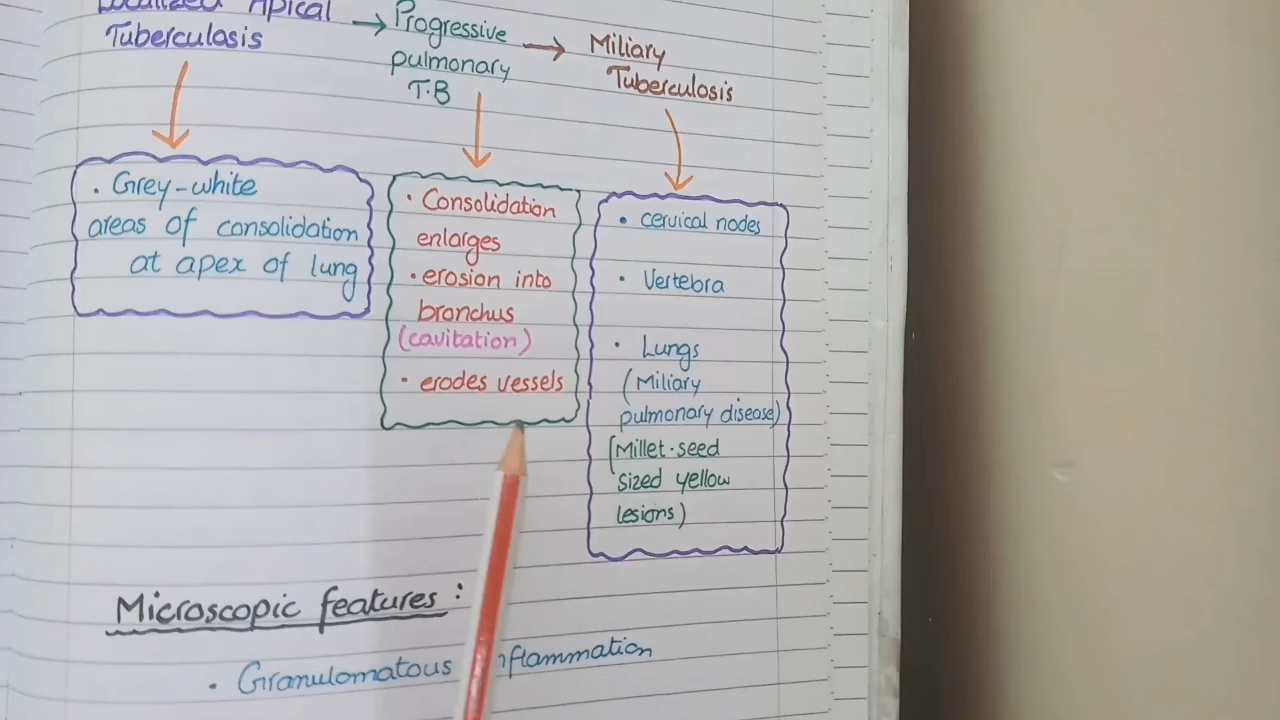 Localized Apical
Tuberculosis
→ Progressive
pulmonary
T.B
→ Miliary
Tuberculosis
• Grey-white
areas of consolidation
at apex of lung
• Consolidation
enlarges
• erosion into
bronchus
(cavitation)
• erodes vessels
• cervical nodes
• Vertebra
• Lungs
(Miliary
pulmonary disease)
(Millet-seed
sized yellow
lesions)
Microscopic features:
• Granulomatous nflammation